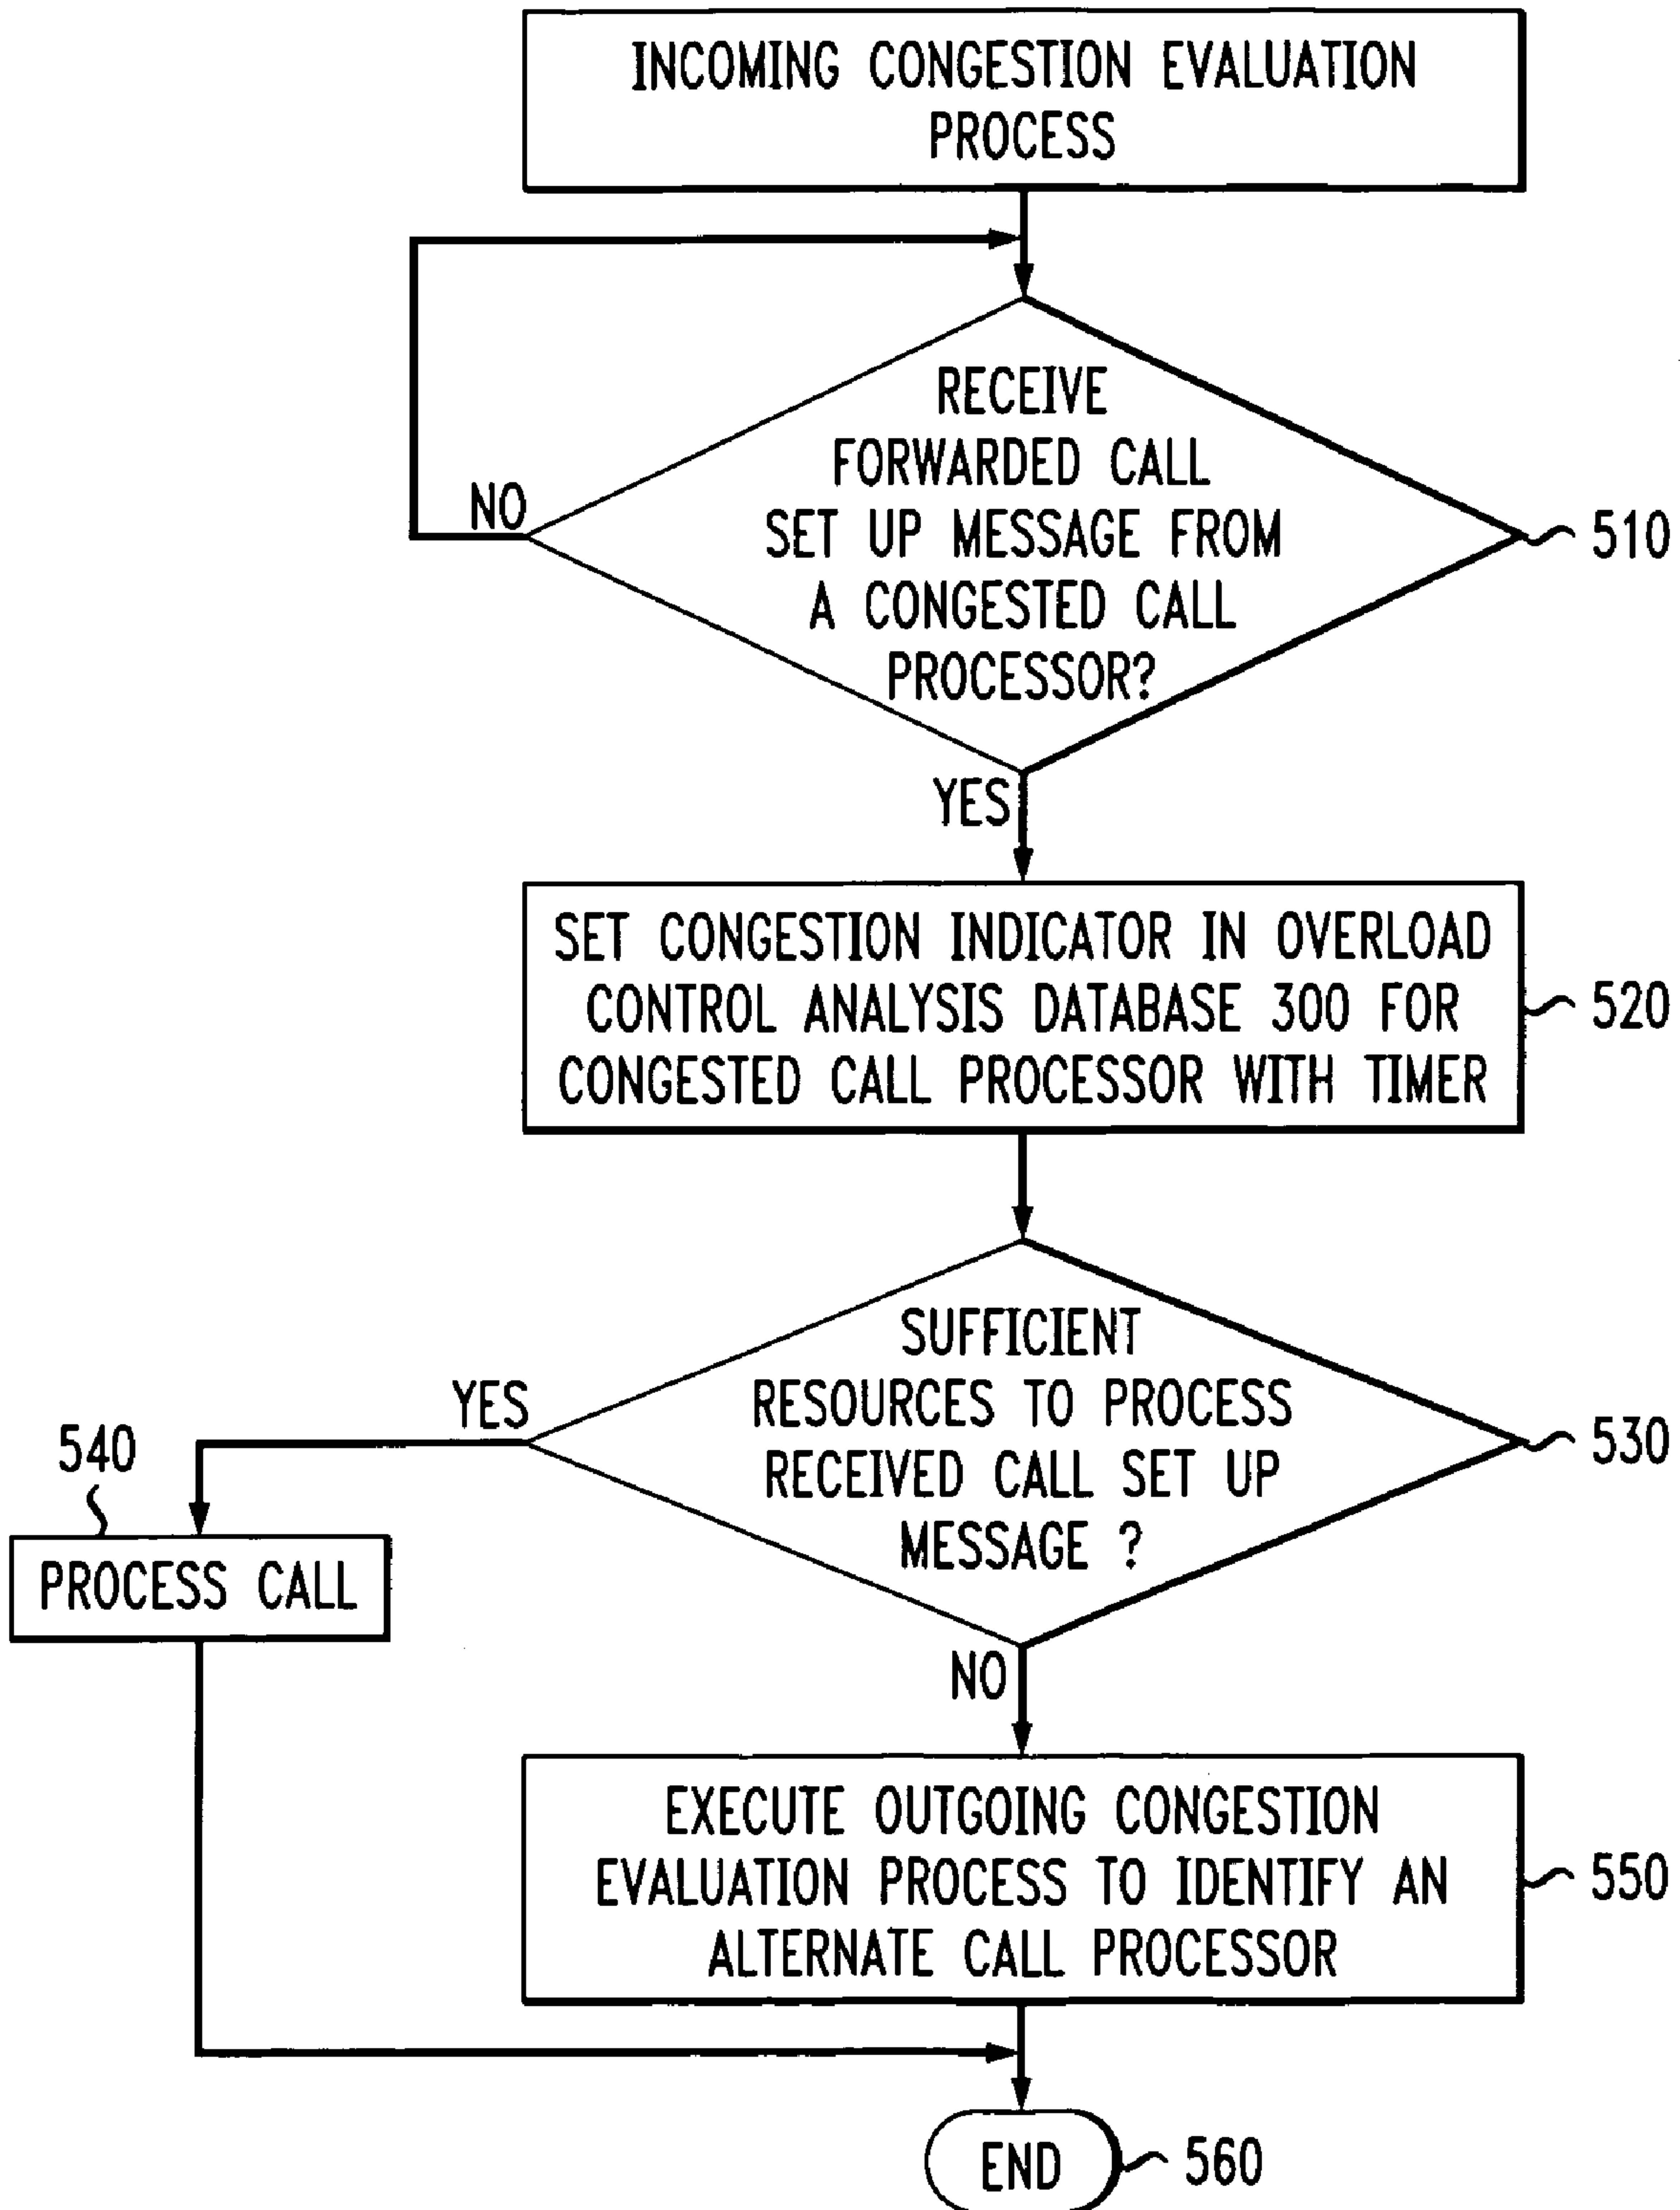 INCOMING CONGESTION EVALUATION
PROCESS
RECEIVE
FORWARDED CALL
SET UP MESSAGE FROM
A CONGESTED CALL
PROCESSOR?
NO
510
YES
SET CONGESTION INDICATOR IN OVERLOAD
CONTROL ANALYSIS DATABASE 300 FOR
CONGESTED CALL PROCESSOR WITH TIMER
520
SUFFICIENT
RESOURCES TO PROCESS
RECEIVED CALL SET UP
MESSAGE ?
YES
530
540
PROCESS CALL
NO
EXECUTE OUTGOING CONGESTION
EVALUATION PROCESS TO IDENTIFY AN
ALTERNATE CALL PROCESSOR
550
END
560